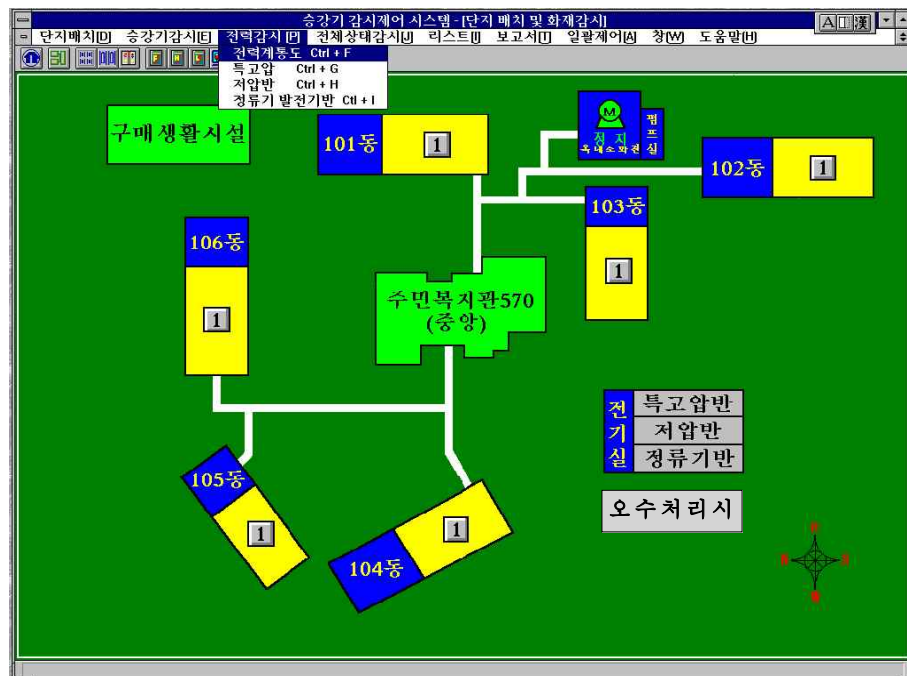 승강기 감시제어 시스템 - [단지 배치 및 화재감시]
A 漢
단지배치[D] 승강기감시[E] 전력감시[P] 전체상태감시[J] 리스트[I] 보고서[T] 일괄제어[A] 창[W] 도움말[H]
전력계통도 Ctrl + F
특고압 Ctrl + G
저압반 Ctrl + H
정류기 발전기반 Ctl + I
구매생활시설
101동 1
M
정지
옥내소화전
펌프실
102동 1
103동
1
106동
1
주민복지관570
(중앙)
전기실
특고압반
저압반
정류기반
오수처리시
105동
1
104동 1